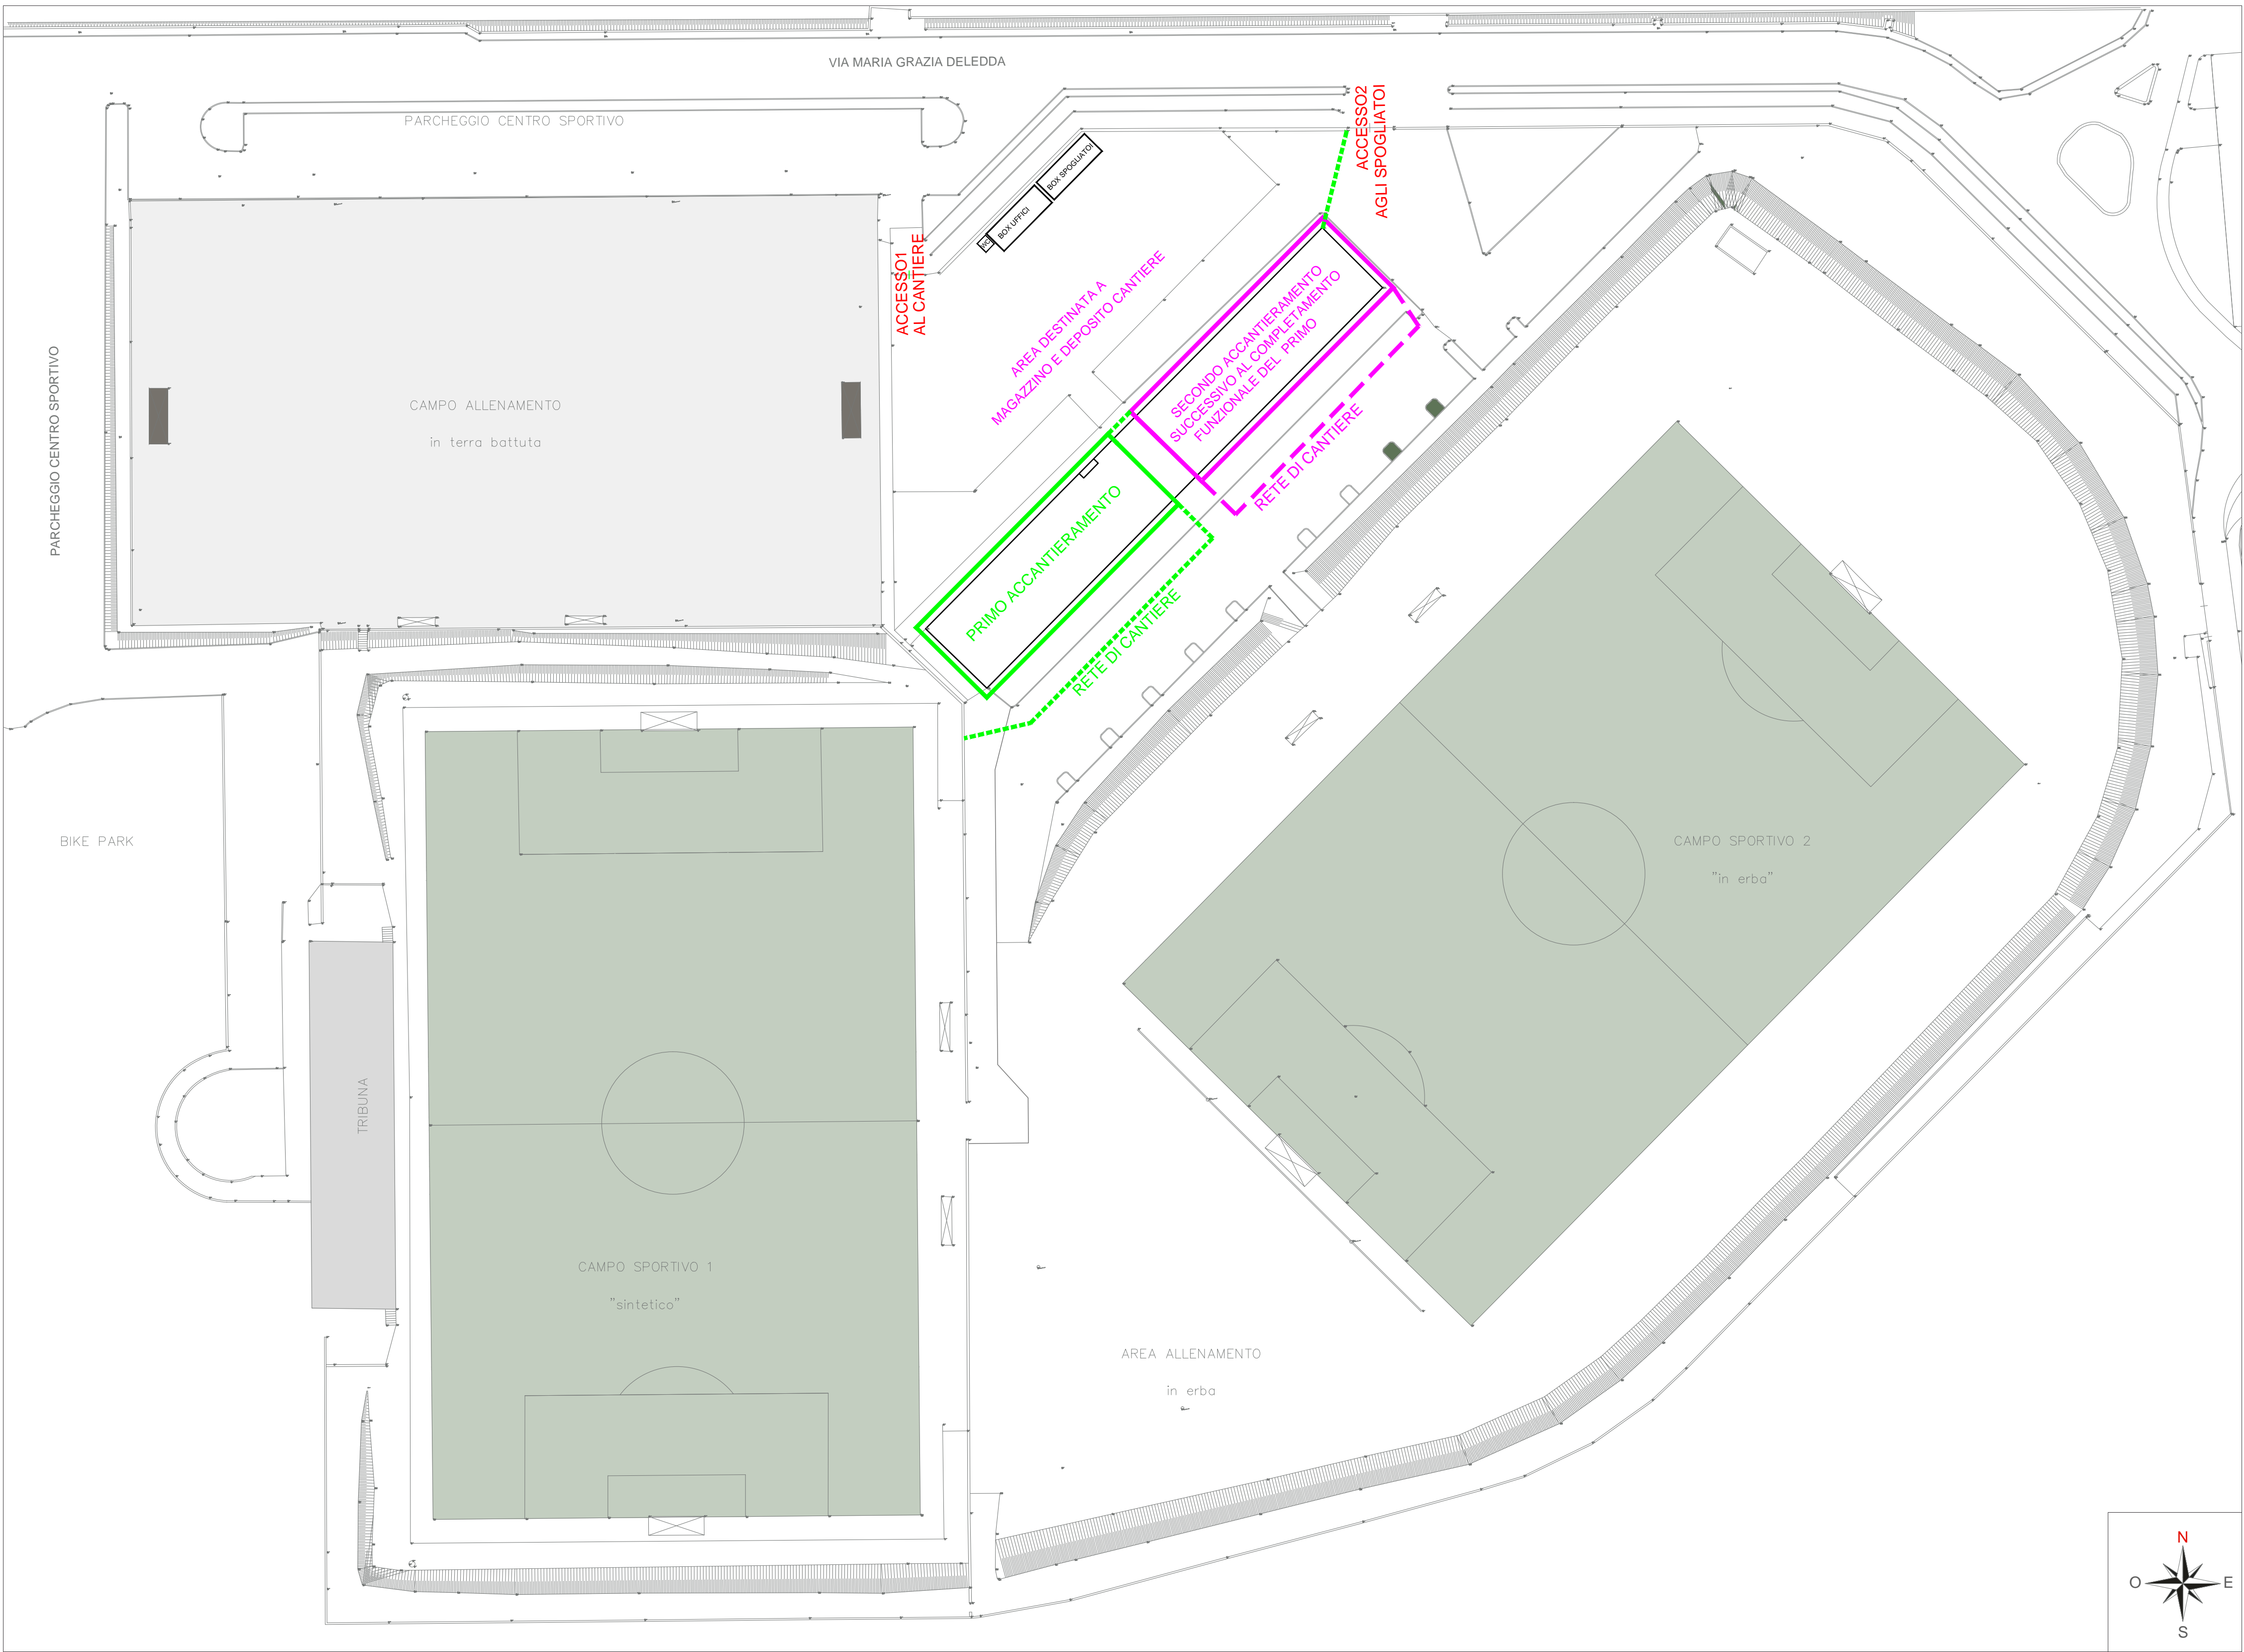 VIA MARIA GRAZIA DELEDDA
PARCHEGGIO CENTRO SPORTIVO
ACCESSO2
AGLI SPOGLIATOI
BOX SPOGLIATOI
BOX UFFICI
WC
ACCESSO1
AL CANTIERE
AREA DESTINATA A
MAGAZZINO E DEPOSITO CANTIERE
SECONDO ACCANTIERAMENTO
SUCCESSIVO AL COMPLETAMENTO
FUNZIONALE DEL PRIMO
RETE DI CANTIERE
PARCHEGGIO CENTRO SPORTIVO
CAMPO ALLENAMENTO
in terra battuta
PRIMO ACCANTIERAMENTO
RETE DI CANTIERE
BIKE PARK
CAMPO SPORTIVO 2
"in erba"
TRIBUNA
CAMPO SPORTIVO 1
"sintetico"
AREA ALLENAMENTO
in erba
N
O
E
S